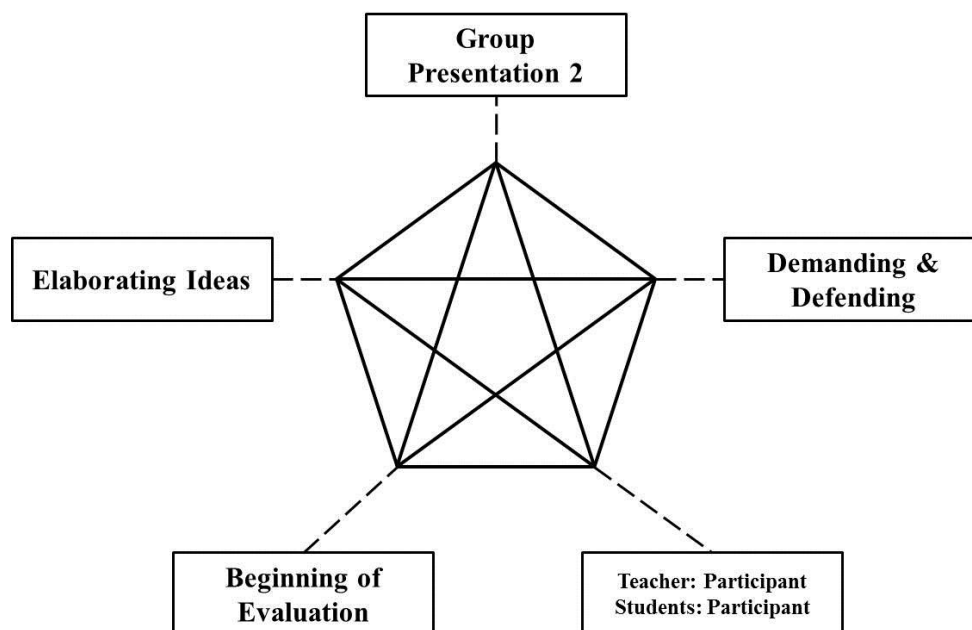 Group
Presentation 2
Elaborating Ideas
Demanding &
Defending
Beginning of
Evaluation
Teacher: Participant
Students: Participant